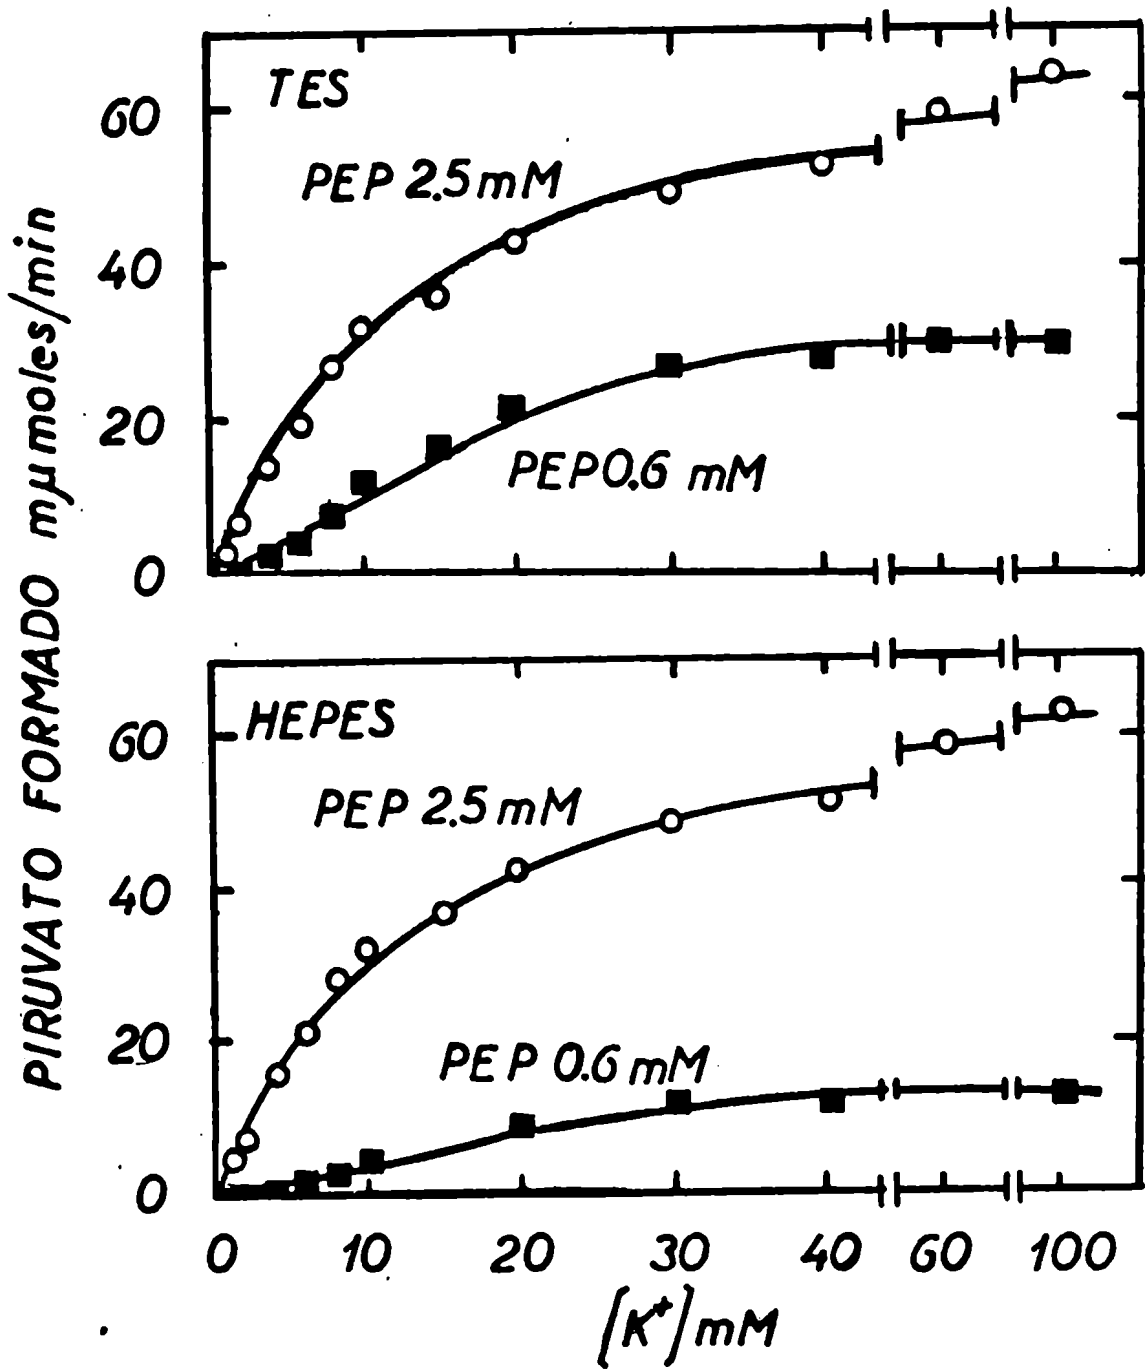 PIRUVATO FORMADO mµmoles/min
TES
60
PEP 2.5 mM
40
20
PEP 0.6 mM
0
HEPES
60
PEP 2.5 mM
40
20
PEP 0.6 mM
0
0 10 20 30 40 60 100
[K⁺] mM